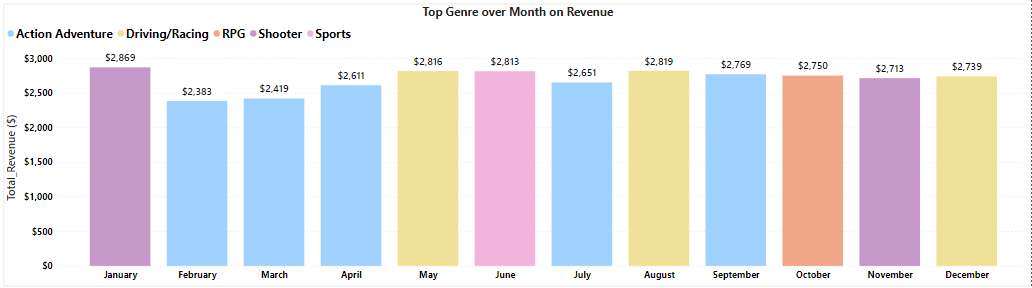 Top Genre over Month on Revenue
Action Adventure Driving/Racing RPG Shooter Sports
Total_Revenue ($)
$3,000
$2,500
$2,000
$1,500
$1,000
$500
$0
$2,869 $2,383 $2,419 $2,611 $2,816 $2,813 $2,651 $2,819 $2,769 $2,750 $2,713 $2,739
January February March April May June July August September October November December